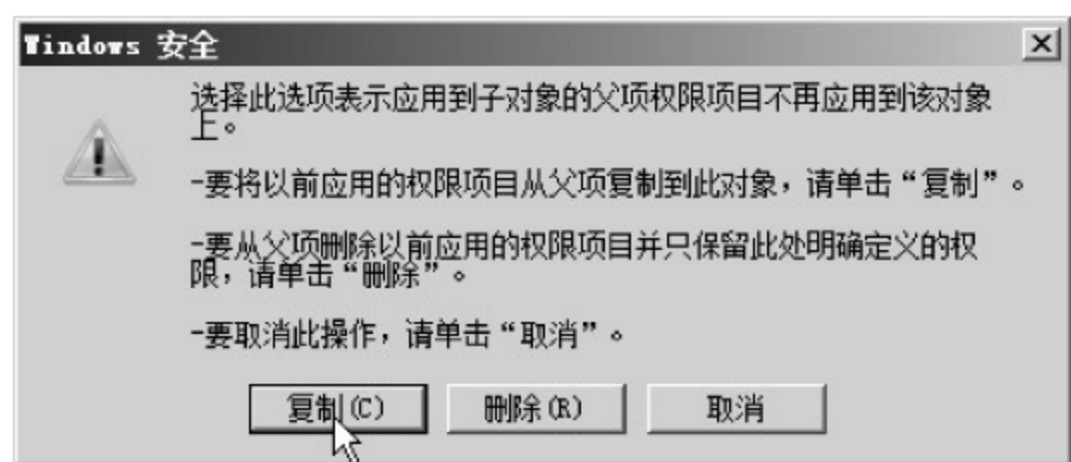 Windows 安全
选择此选项表示应用到子对象的父项权限项目不再应用到该对象
上。
-要将以前应用的权限项目从父项复制到此对象，请单击“复制”。
-要从父项删除以前应用的权限项目并只保留此处明确定义的权
限，请单击“删除”。
-要取消此操作，请单击“取消”。
复制(C) 删除(R) 取消